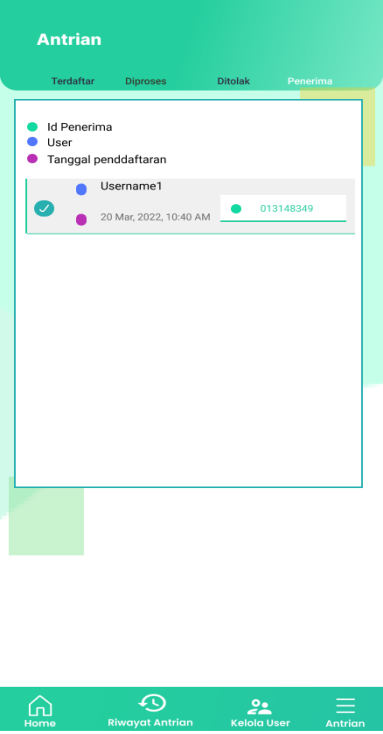 Antrian
Terdaftar Diproses Ditolak Penerima
Id Penerima
User
Tanggal penddaftaran
Username1
20 Mar, 2022, 10:40 AM 013148349
Home Riwayat Antrian Kelola User Antrian